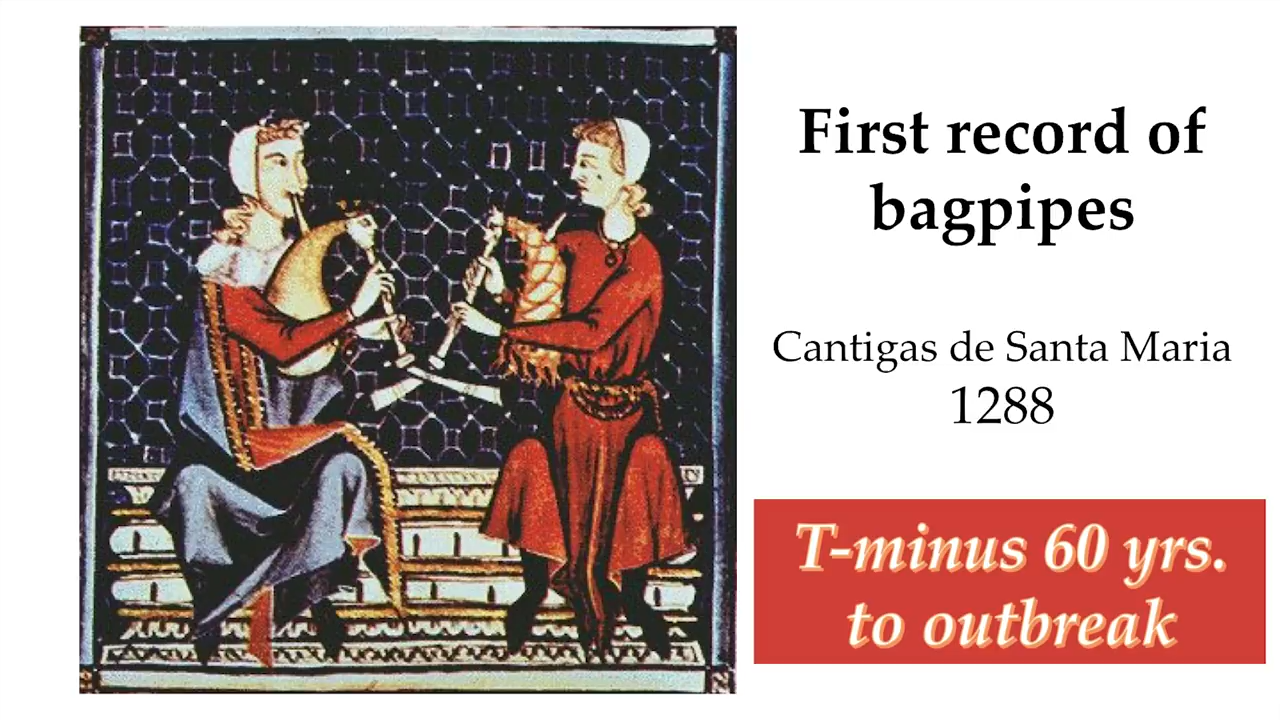 First record of
bagpipes
Cantigas de Santa Maria
1288
T-minus 60 yrs.
to outbreak